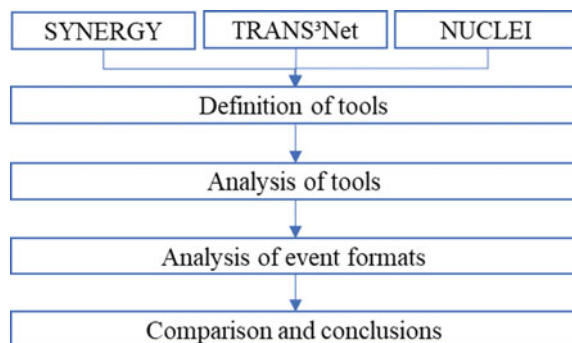 SYNERGY TRANS³Net NUCLEI
Definition of tools
Analysis of tools
Analysis of event formats
Comparison and conclusions